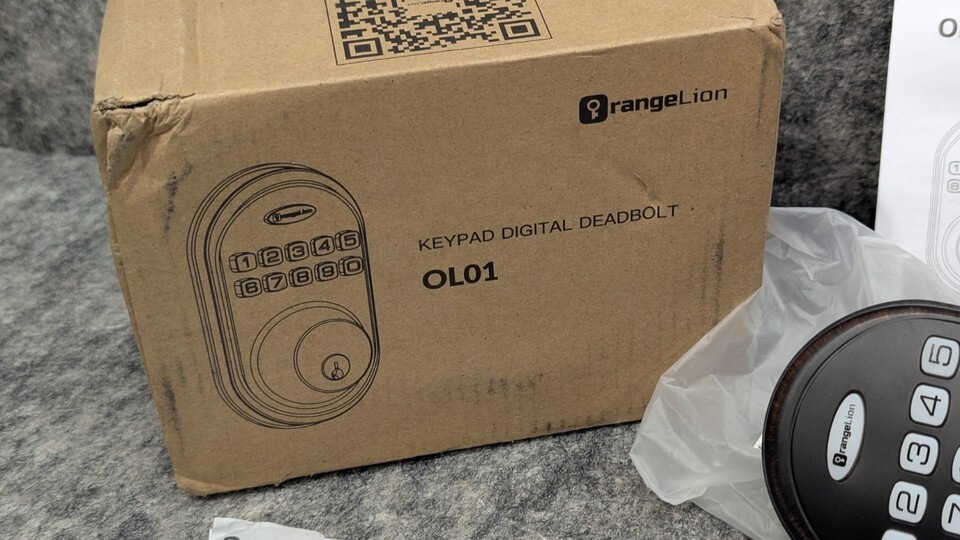 OrangeLion
KEYPAD DIGITAL DEADBOLT
OL01
OrangeLion
1 2 3 4 5
6 7 8 9 0
OrangeLion
5
4
3
2
7